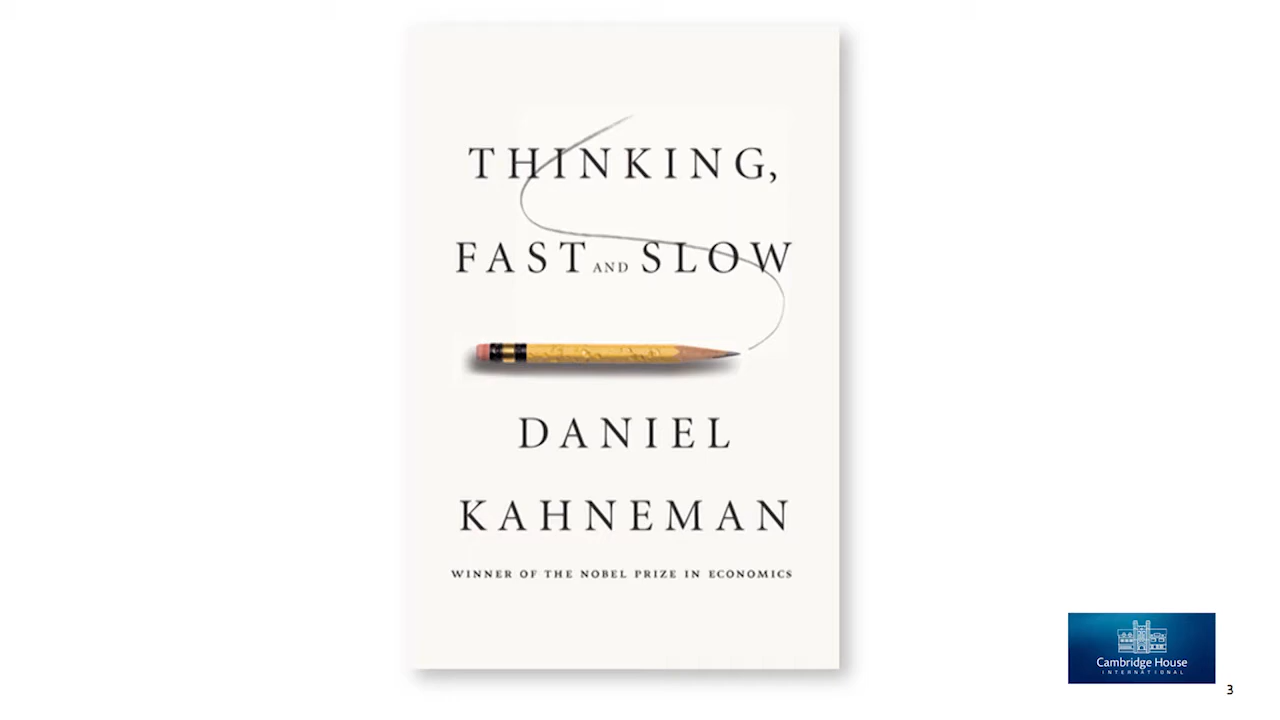 THINKING,
FAST AND SLOW
DANIEL
KAHNEMAN
WINNER OF THE NOBEL PRIZE IN ECONOMICS
Cambridge House
INTERNATIONAL
3